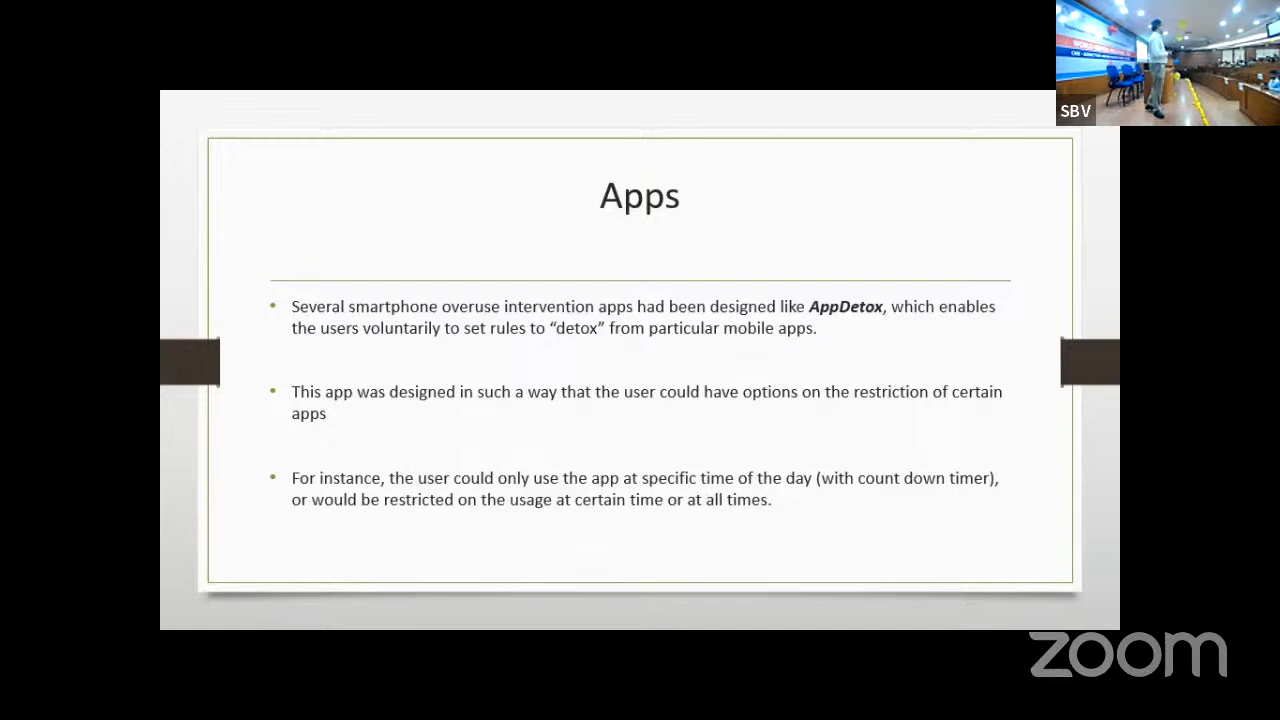 SBV
Apps
• Several smartphone overuse intervention apps had been designed like AppDetox, which enables
the users voluntarily to set rules to “detox” from particular mobile apps.
• This app was designed in such a way that the user could have options on the restriction of certain
apps
• For instance, the user could only use the app at specific time of the day (with count down timer),
or would be restricted on the usage at certain time or at all times.
zoom